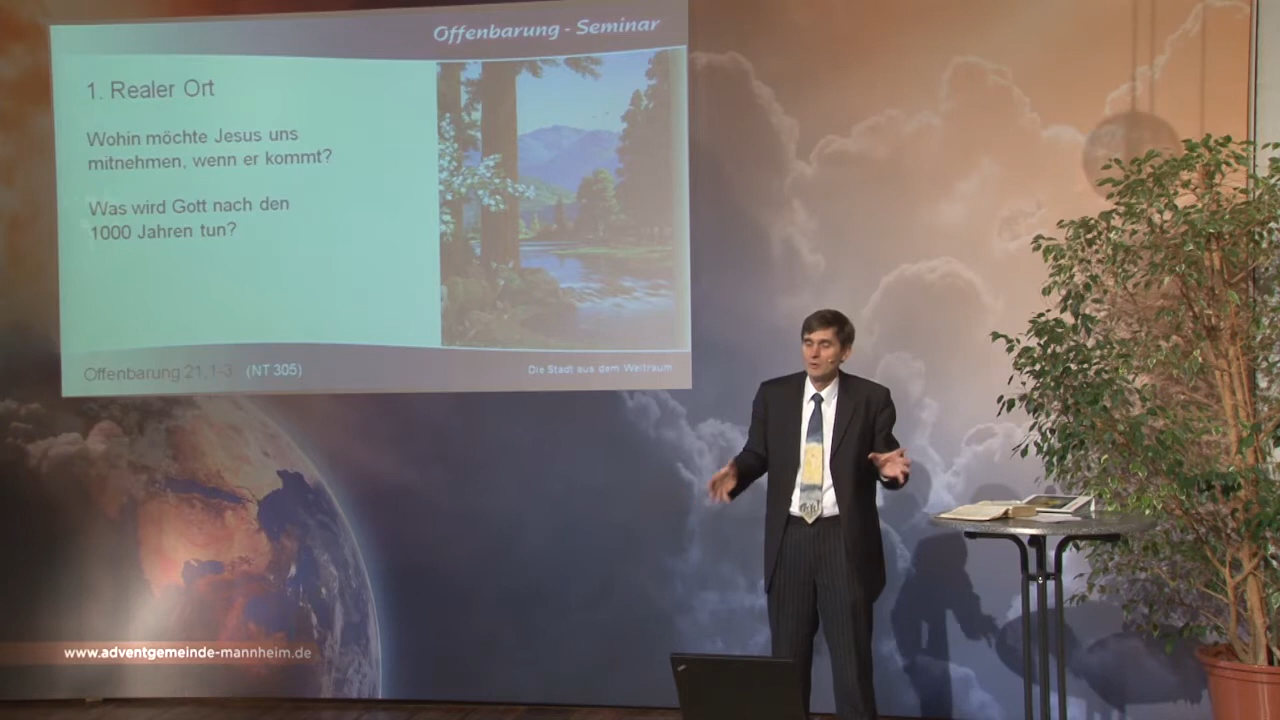 Offenbarung - Seminar
1. Realer Ort
Wohin möchte Jesus uns
mitnehmen, wenn er kommt?
Was wird Gott nach den
1000 Jahren tun?
Offenbarung 21,1-3 (NT 305)
Die Stadt aus dem Weltraum
www.adventgemeinde-mannheim.de